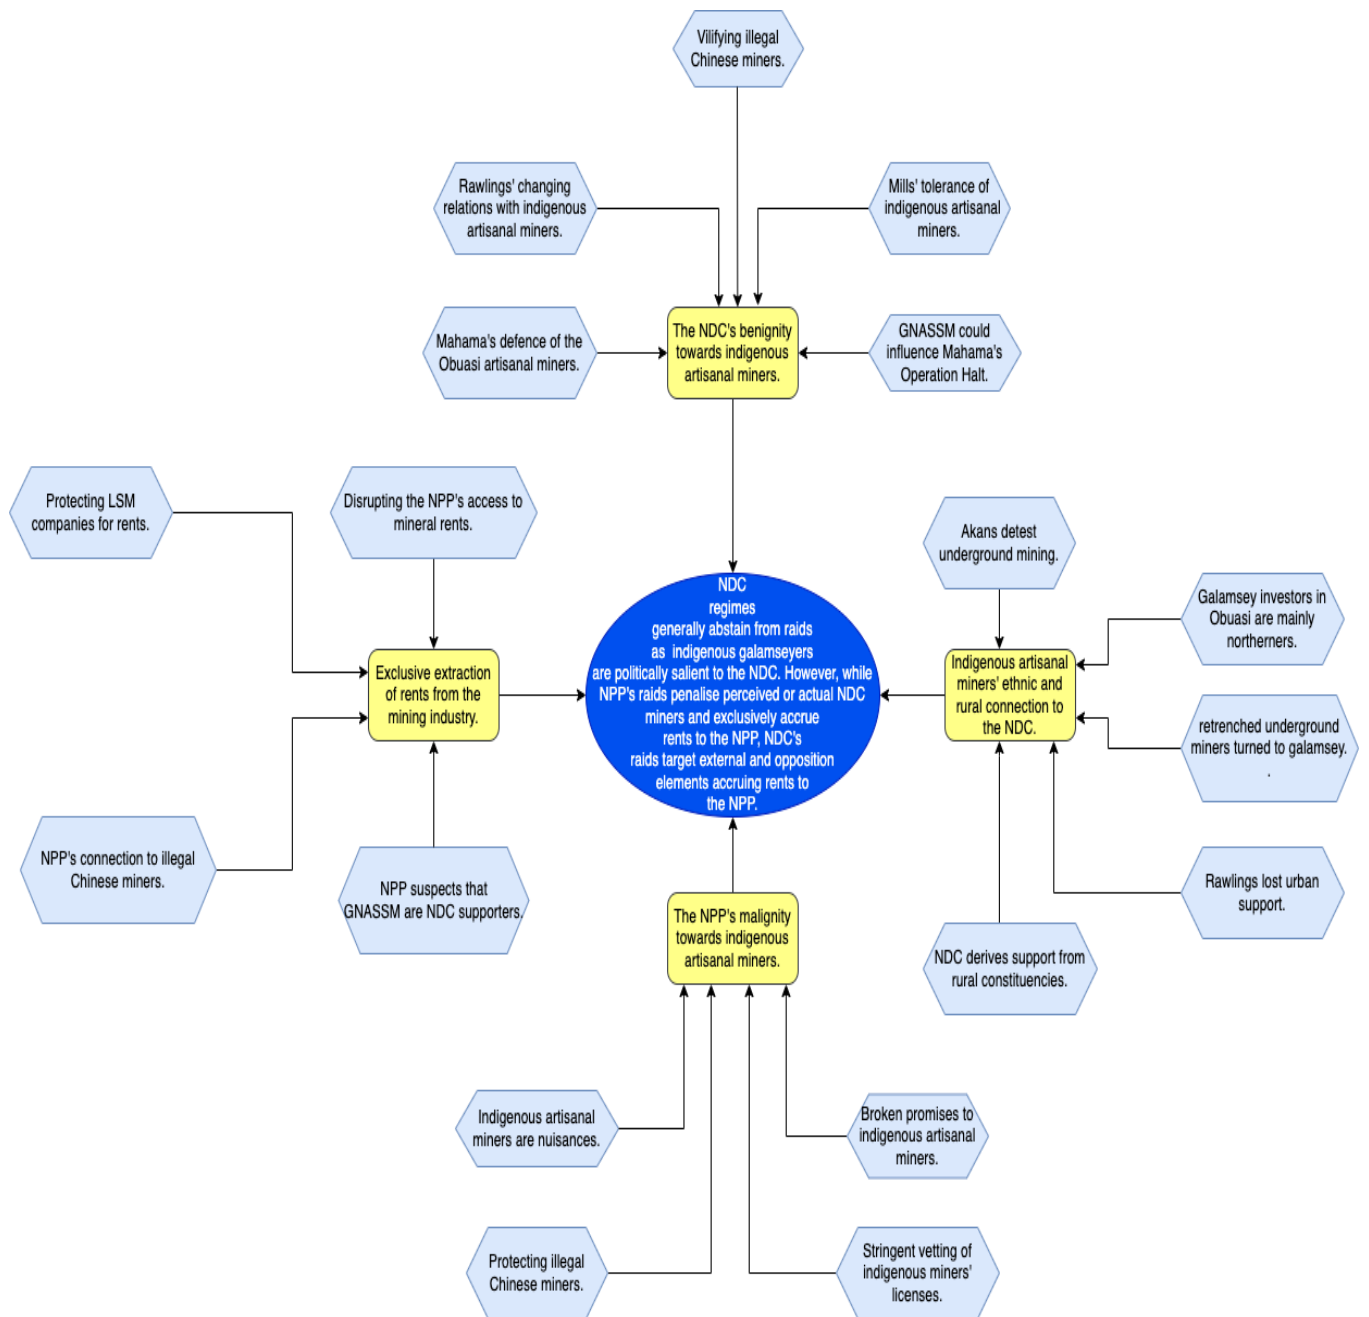 Vilifying illegal
Chinese miners.
Rawlings' changing
relations with indigenous
artisanal miners.
Mills' tolerance of
indigenous artisanal
miners.
Mahama's defence of the
Obuasi artisanal miners.
The NDC's benignity
towards indigenous
artisanal miners.
GNASSM could
influence Mahama's
Operation Halt.
Protecting LSM
companies for rents.
Disrupting the NPP's access to
mineral rents.
Akans detest
underground mining.
Galamsey investors in
Obuasi are mainly
northerners.
Exclusive extraction
of rents from the
mining industry.
NDC
regimes
generally abstain from raids
as indigenous galamseyers
are politically salient to the NDC. However, while
NPP's raids penalise perceived or actual NDC
miners and exclusively accrue
rents to the NPP, NDC's
raids target external and opposition
elements accruing rents to
the NPP.
Indigenous artisanal
miners' ethnic and
rural connection to
the NDC.
retrenched underground
miners turned to galamsey.
.
NPP's connection to illegal
Chinese miners.
NPP suspects that
GNASSM are NDC supporters.
The NPP's malignity
towards indigenous
artisanal miners.
Rawlings lost urban
support.
NDC derives support from
rural constituencies.
Indigenous artisanal
miners are nuisances.
Broken promises to
indigenous artisanal
miners.
Protecting illegal
Chinese miners.
Stringent vetting of
indigenous miners'
licenses.